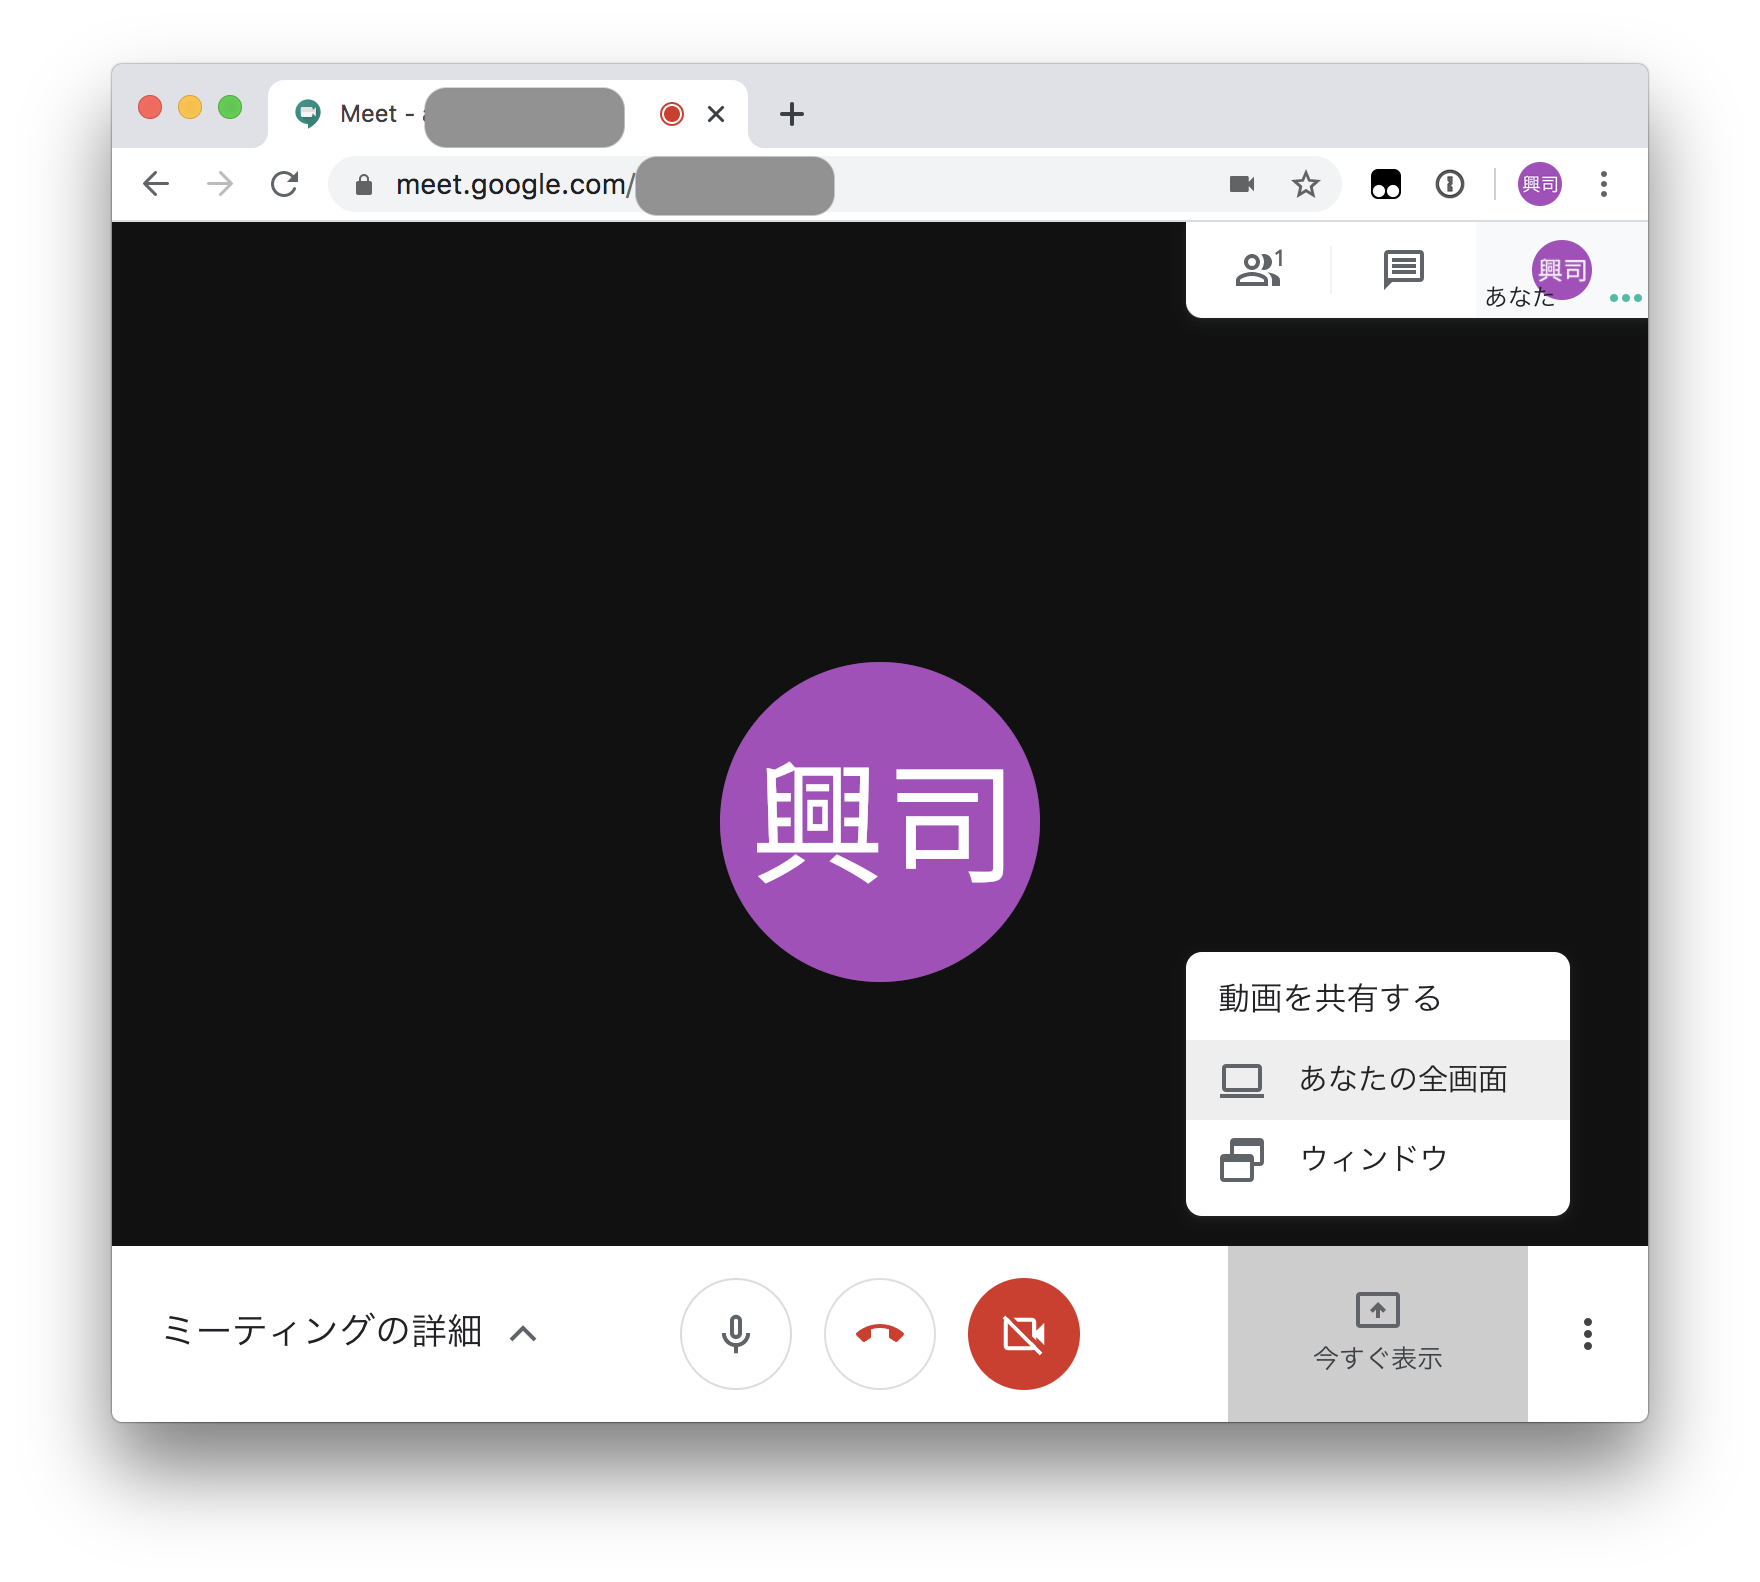 Meet -
meet.google.com/
興司
1
興司
あなた
興司
動画を共有する
あなたの全画面
ウィンドウ
ミーティングの詳細
今すぐ表示